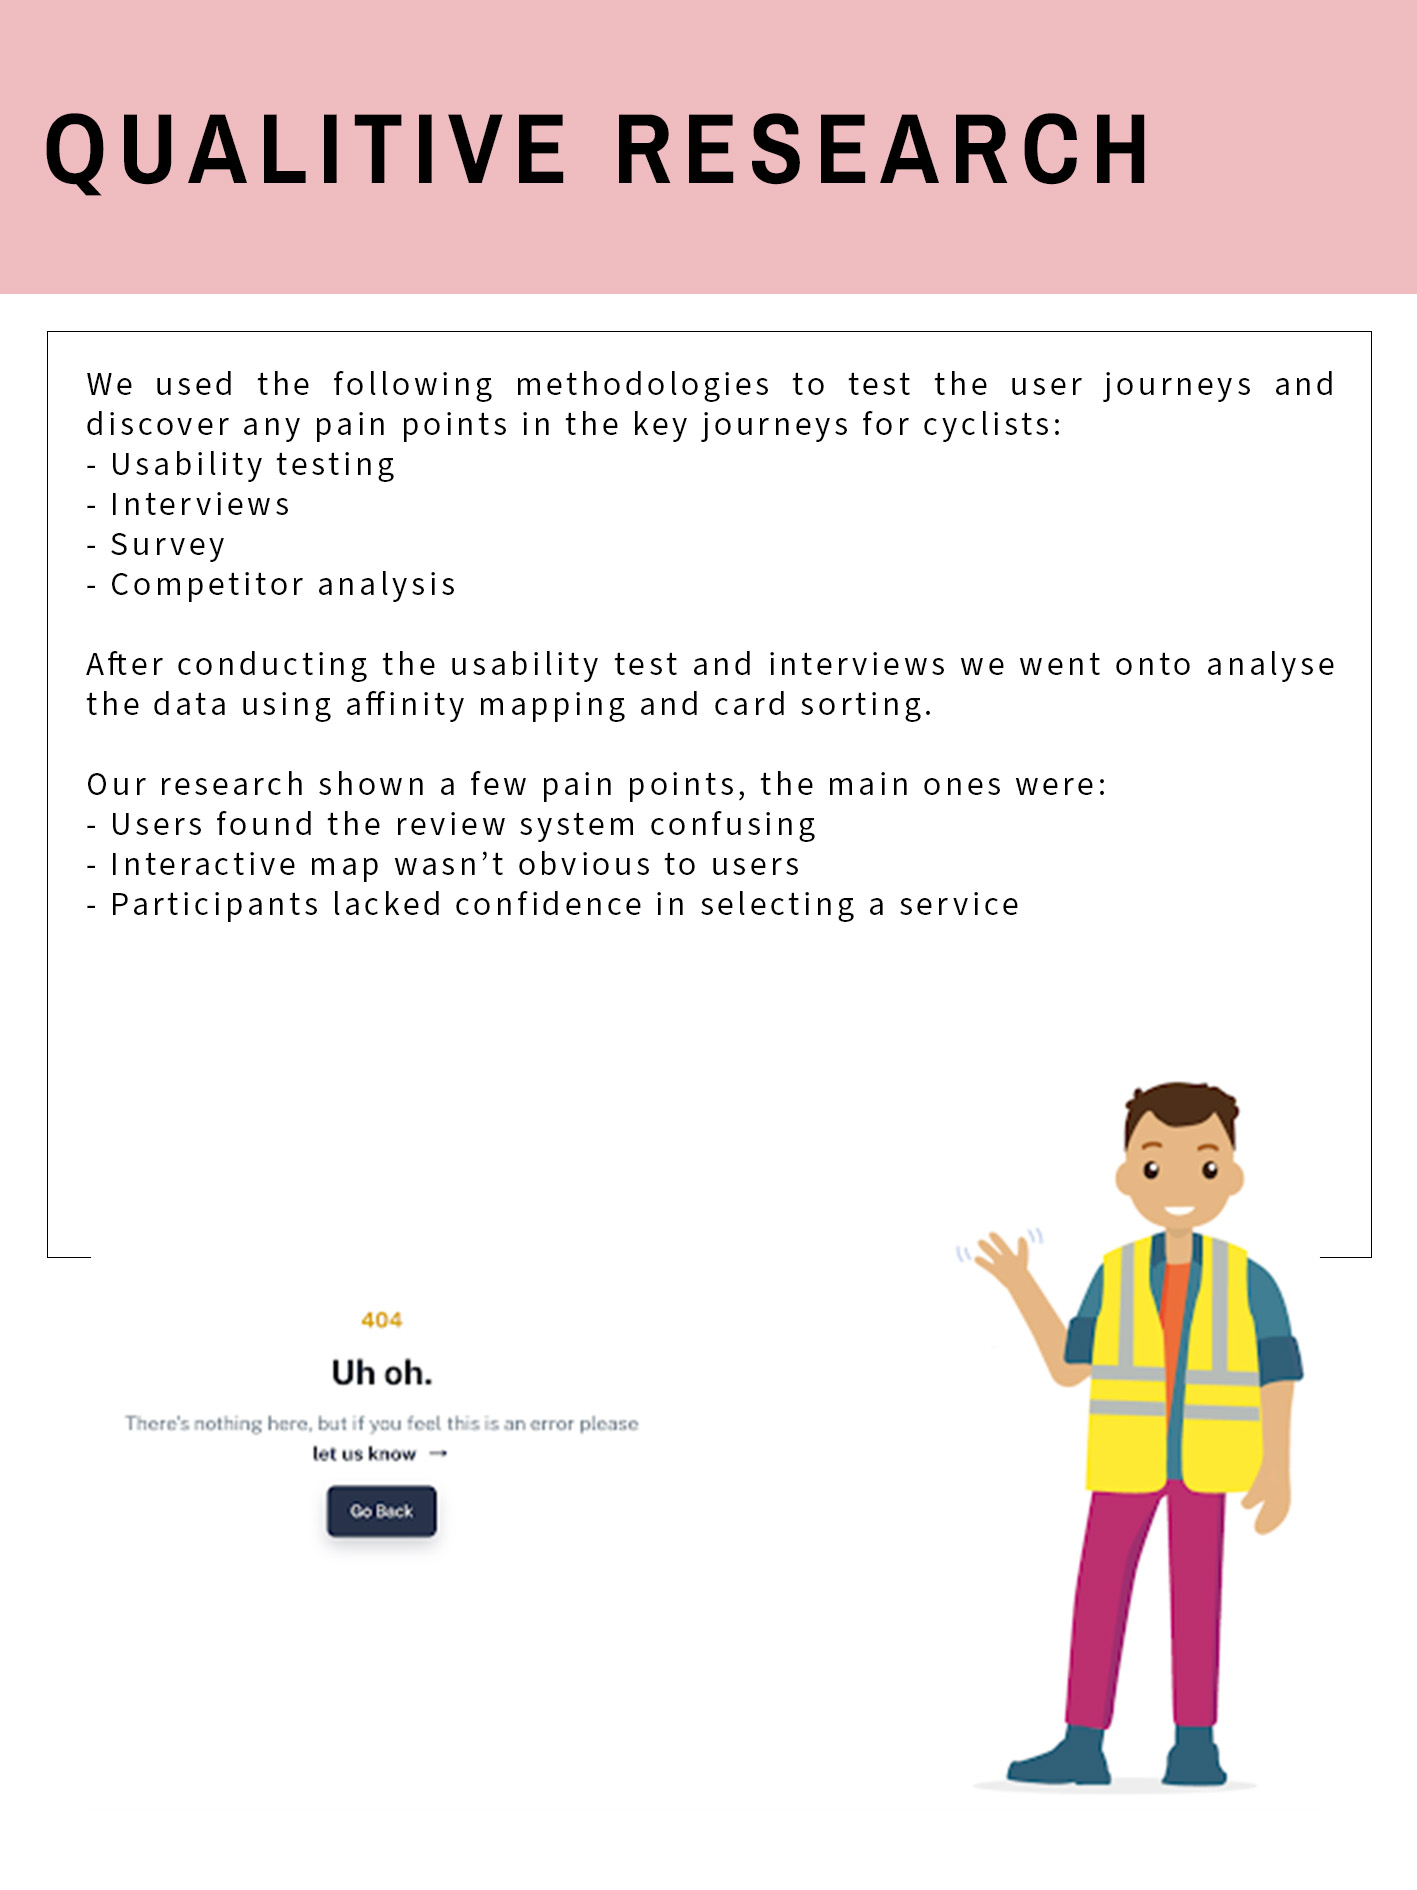 QUALITIVE RESEARCH
We used the following methodologies to test the user journeys and
discover any pain points in the key journeys for cyclists:
- Usability testing
- Interviews
- Survey
- Competitor analysis
After conducting the usability test and interviews we went onto analyse
the data using affinity mapping and card sorting.
Our research shown a few pain points, the main ones were:
- Users found the review system confusing
- Interactive map wasn’t obvious to users
- Participants lacked confidence in selecting a service
404
Uh oh.
There's nothing here, but if you feel this is an error please
let us know →
Go Back